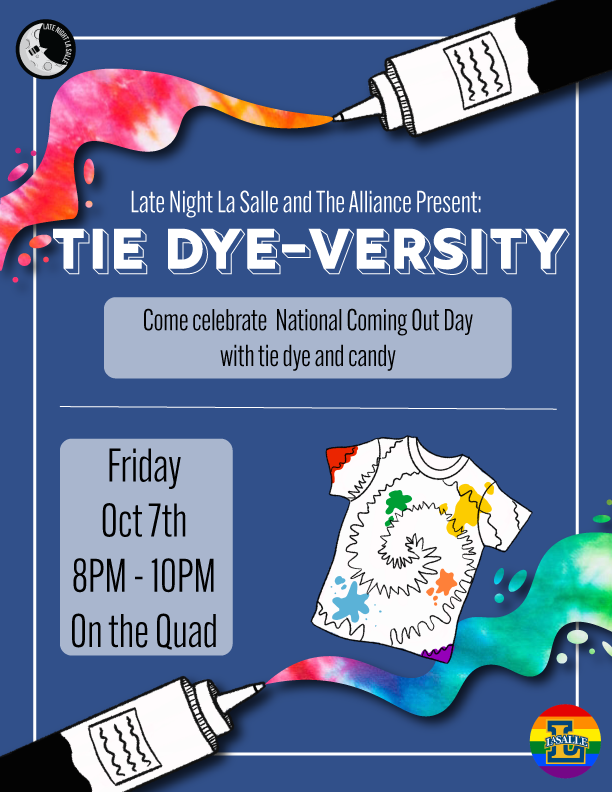 LATE NIGHT LA SALLE
Late Night La Salle and The Alliance Present:
TIE DYE-VERSITY
Come celebrate National Coming Out Day
with tie dye and candy
Friday
Oct 7th
8PM - 10PM
On the Quad
L
LASALLE